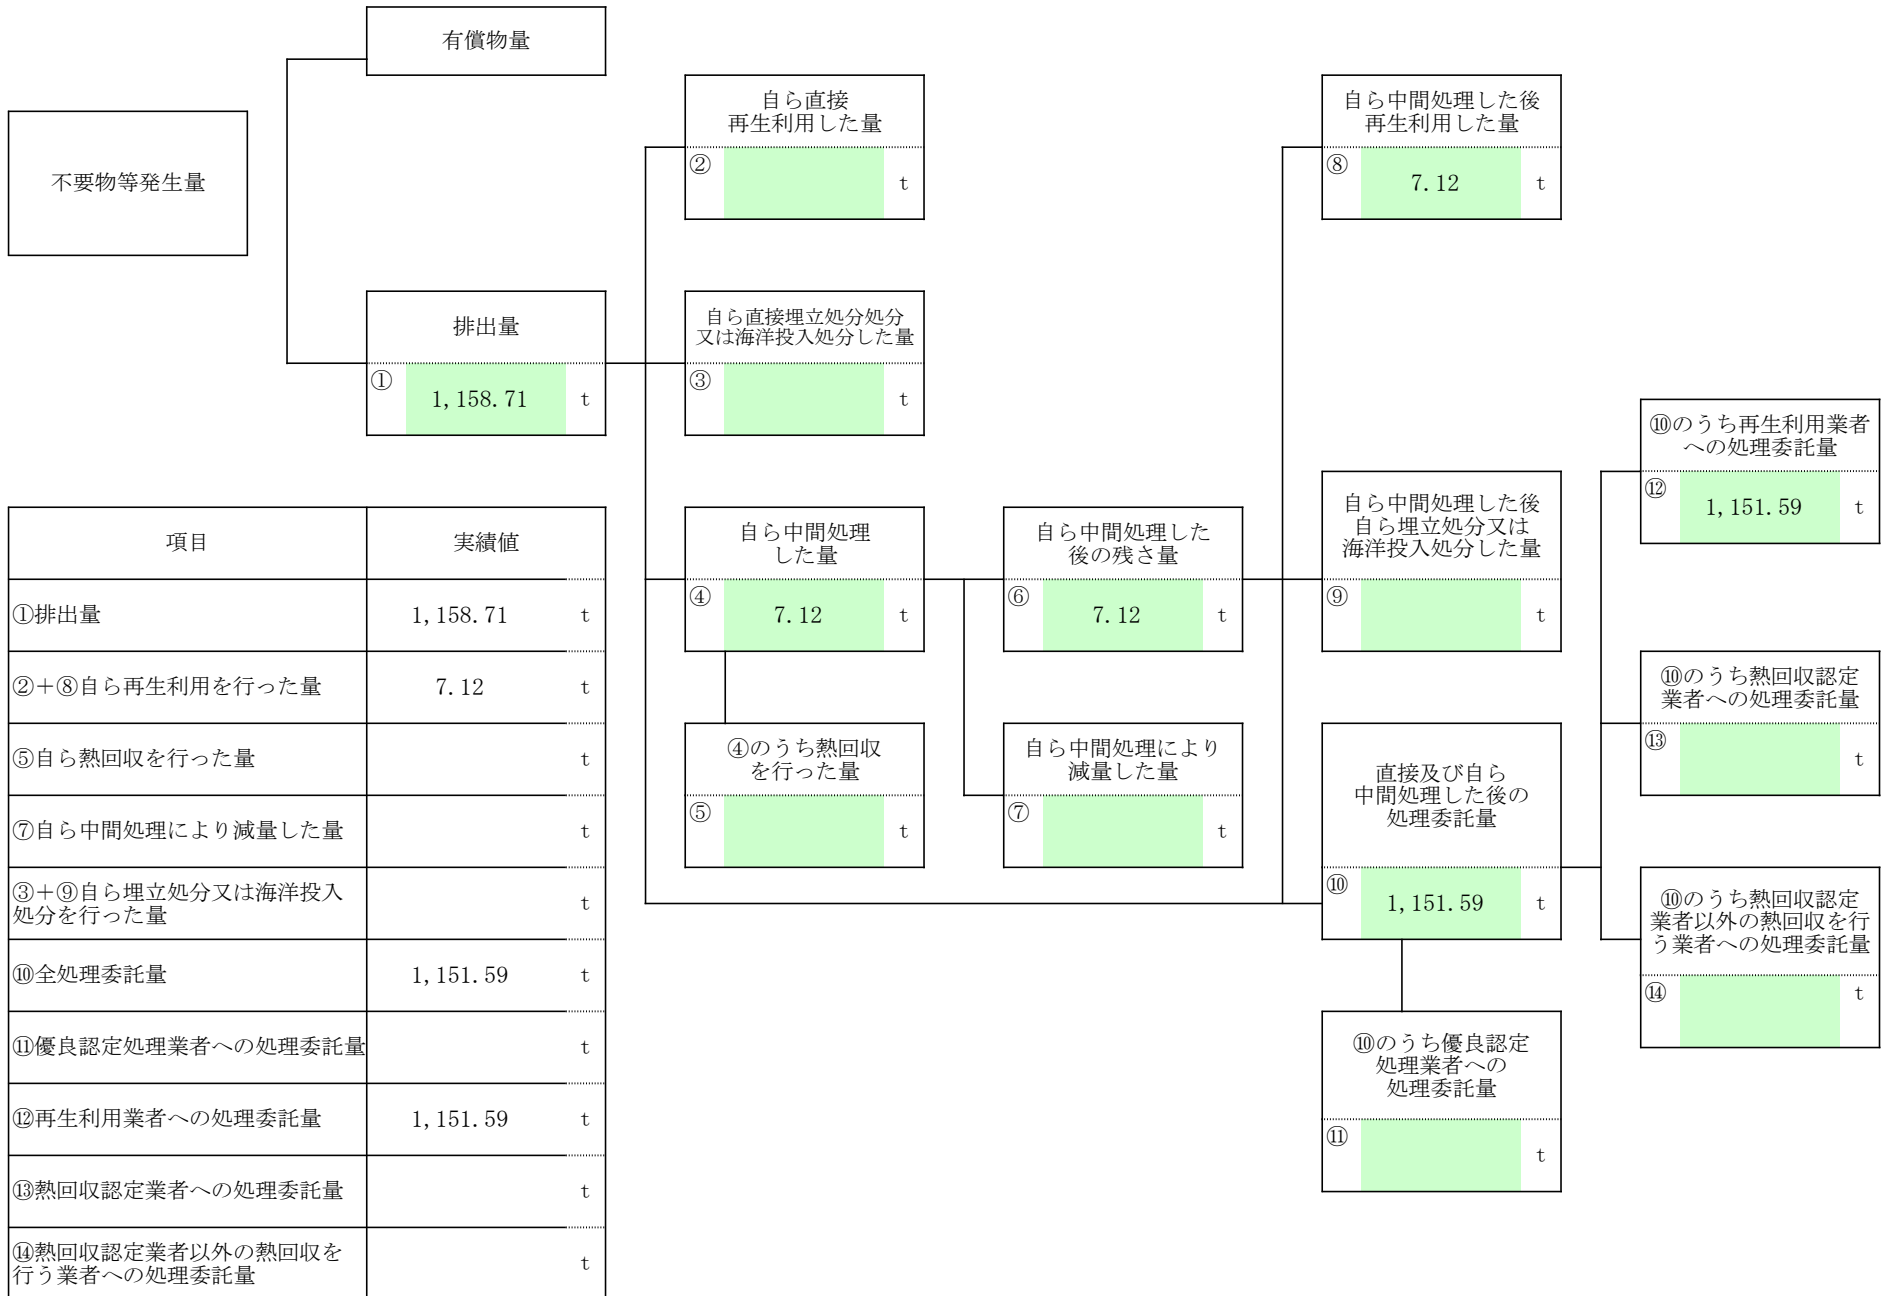 有償物量
不要物等発生量
排出量
①
1,158.71
t
自ら直接
再生利用した量
②
t
自ら直接埋立処分処分
又は海洋投入処分した量
③
t
自ら中間処理
した量
④
7.12
t
④のうち熱回収
を行った量
⑤
t
自ら中間処理した
後の残さ量
⑥
7.12
t
自ら中間処理により
減量した量
⑦
t
自ら中間処理した後
再生利用した量
⑧
7.12
t
自ら中間処理した後
自ら埋立処分又は
海洋投入処分した量
⑨
t
直接及び自ら
中間処理した後の
処理委託量
⑩
1,151.59
t
⑩のうち優良認定
処理業者への
処理委託量
⑪
t
⑩のうち再生利用業者
への処理委託量
⑫
1,151.59
t
⑩のうち熱回収認定
業者への処理委託量
⑬
t
⑩のうち熱回収認定
業者以外の熱回収を行
う業者への処理委託量
⑭
t
項目 実績値
①排出量 1,158.71 t
②+⑧自ら再生利用を行った量 7.12 t
⑤自ら熱回収を行った量 t
⑦自ら中間処理により減量した量 t
③+⑨自ら埋立処分又は海洋投入
処分を行った量 t
⑩全処理委託量 1,151.59 t
⑪優良認定処理業者への処理委託量 t
⑫再生利用業者への処理委託量 1,151.59 t
⑬熱回収認定業者への処理委託量 t
⑭熱回収認定業者以外の熱回収を
行う業者への処理委託量 t